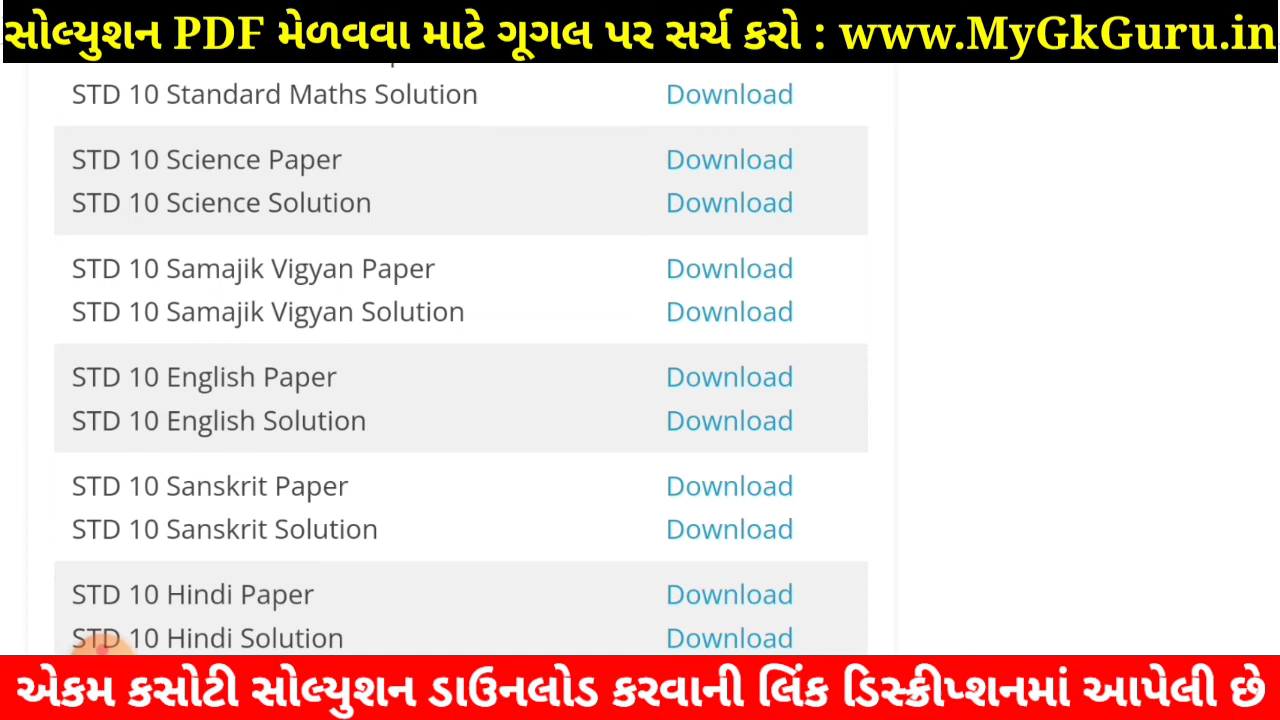 સોલ્યુશન PDF મેળવવા માટે ગૂગલ પર સર્ચ કરો : www.MyGkGuru.in
STD 10 Standard Maths Solution Download
STD 10 Science Paper Download
STD 10 Science Solution Download
STD 10 Samajik Vigyan Paper Download
STD 10 Samajik Vigyan Solution Download
STD 10 English Paper Download
STD 10 English Solution Download
STD 10 Sanskrit Paper Download
STD 10 Sanskrit Solution Download
STD 10 Hindi Paper Download
STD 10 Hindi Solution Download
એકમ કસોટી સોલ્યુશન ડાઉનલોડ કરવાની લિંક ડિસ્ક્રીપ્શનમાં આપેલી છે